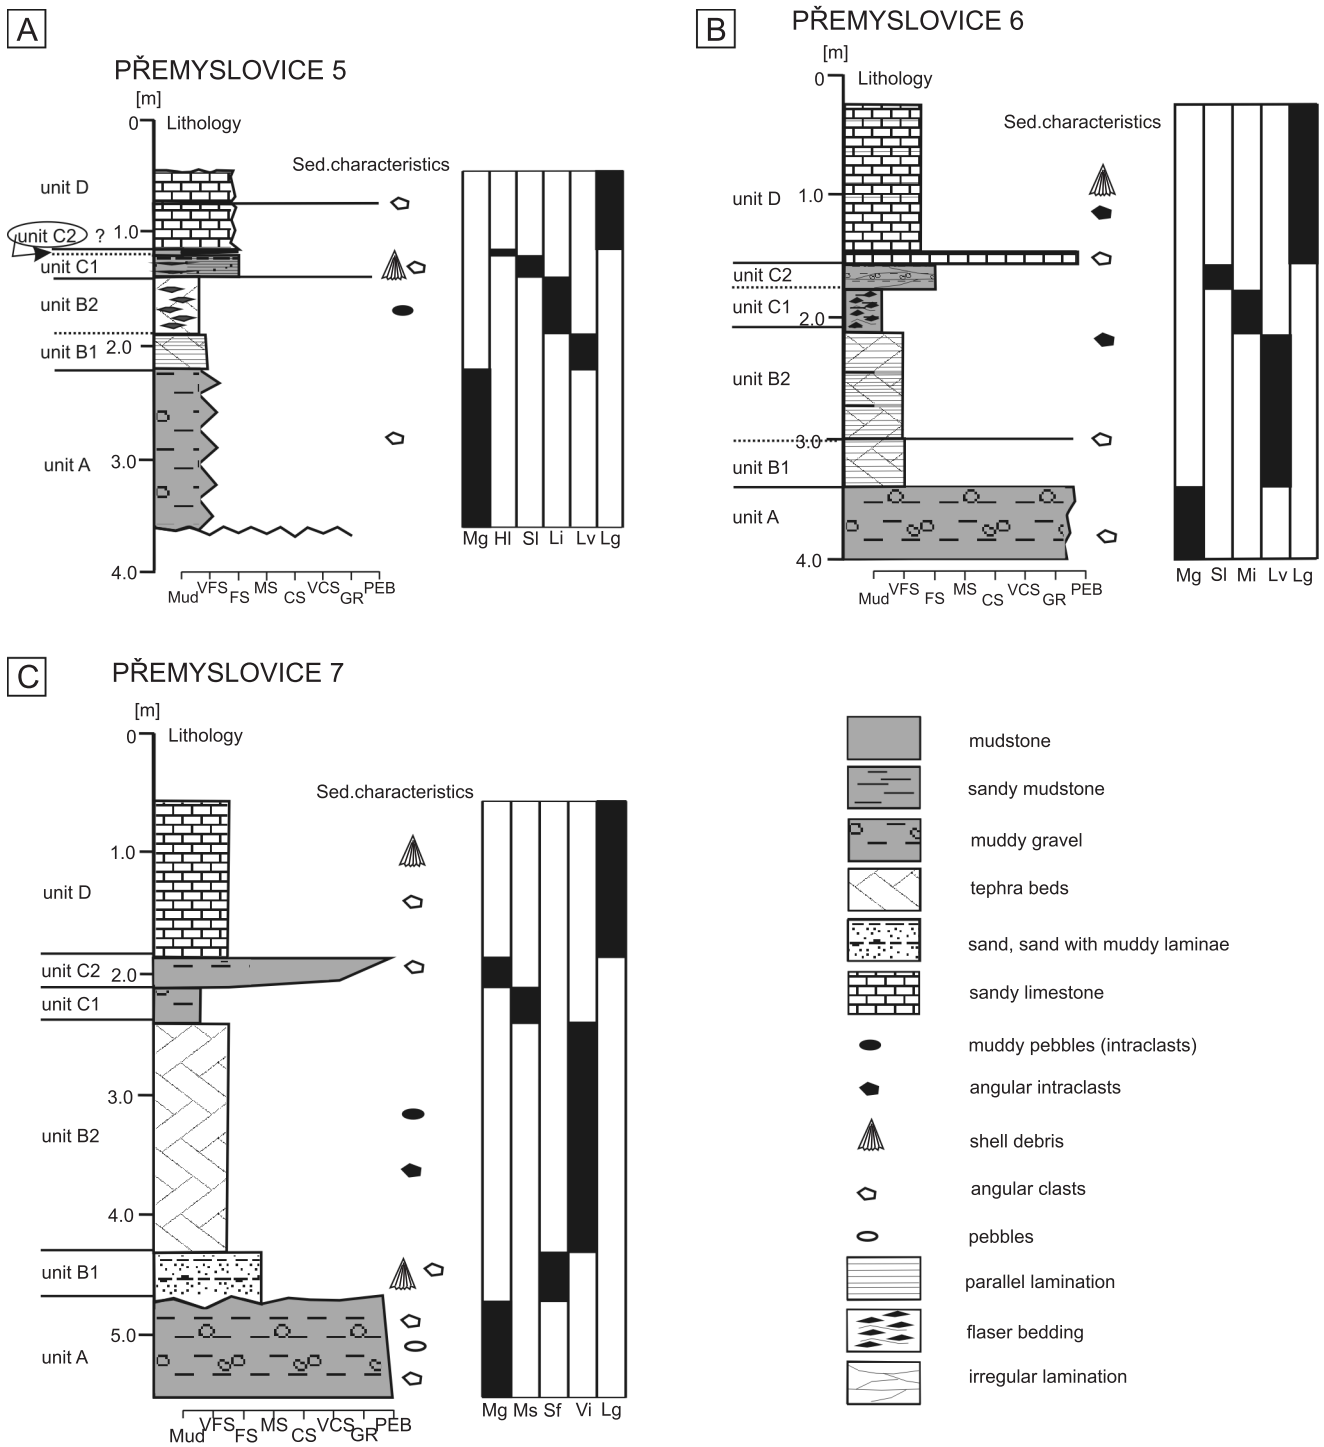 A
PŘEMYSLOVICE 5
[m]
0
Lithology
Sed.characteristics
unit D
unit C2 ?
1.0
unit C1
unit B2
unit B1
2.0
unit A
3.0
4.0
Mud VFS FS MS CS VCS GR PEB
Mg Hl Sl Li Lv Lg
B
PŘEMYSLOVICE 6
[m]
0
Lithology
Sed.characteristics
unit D
1.0
unit C2
unit C1
2.0
unit B2
3.0
unit B1
unit A
4.0
Mud VFS FS MS CS VCS GR PEB
Mg Sl Mi Lv Lg
C
PŘEMYSLOVICE 7
[m]
0
Lithology
Sed.characteristics
1.0
unit D
unit C2
2.0
unit C1
3.0
unit B2
4.0
unit B1
5.0
unit A
Mud VFS FS MS CS VCS GR PEB
Mg Ms Sf Vi Lg
mudstone
sandy mudstone
muddy gravel
tephra beds
sand, sand with muddy laminae
sandy limestone
muddy pebbles (intraclasts)
angular intraclasts
shell debris
angular clasts
pebbles
parallel lamination
flaser bedding
irregular lamination